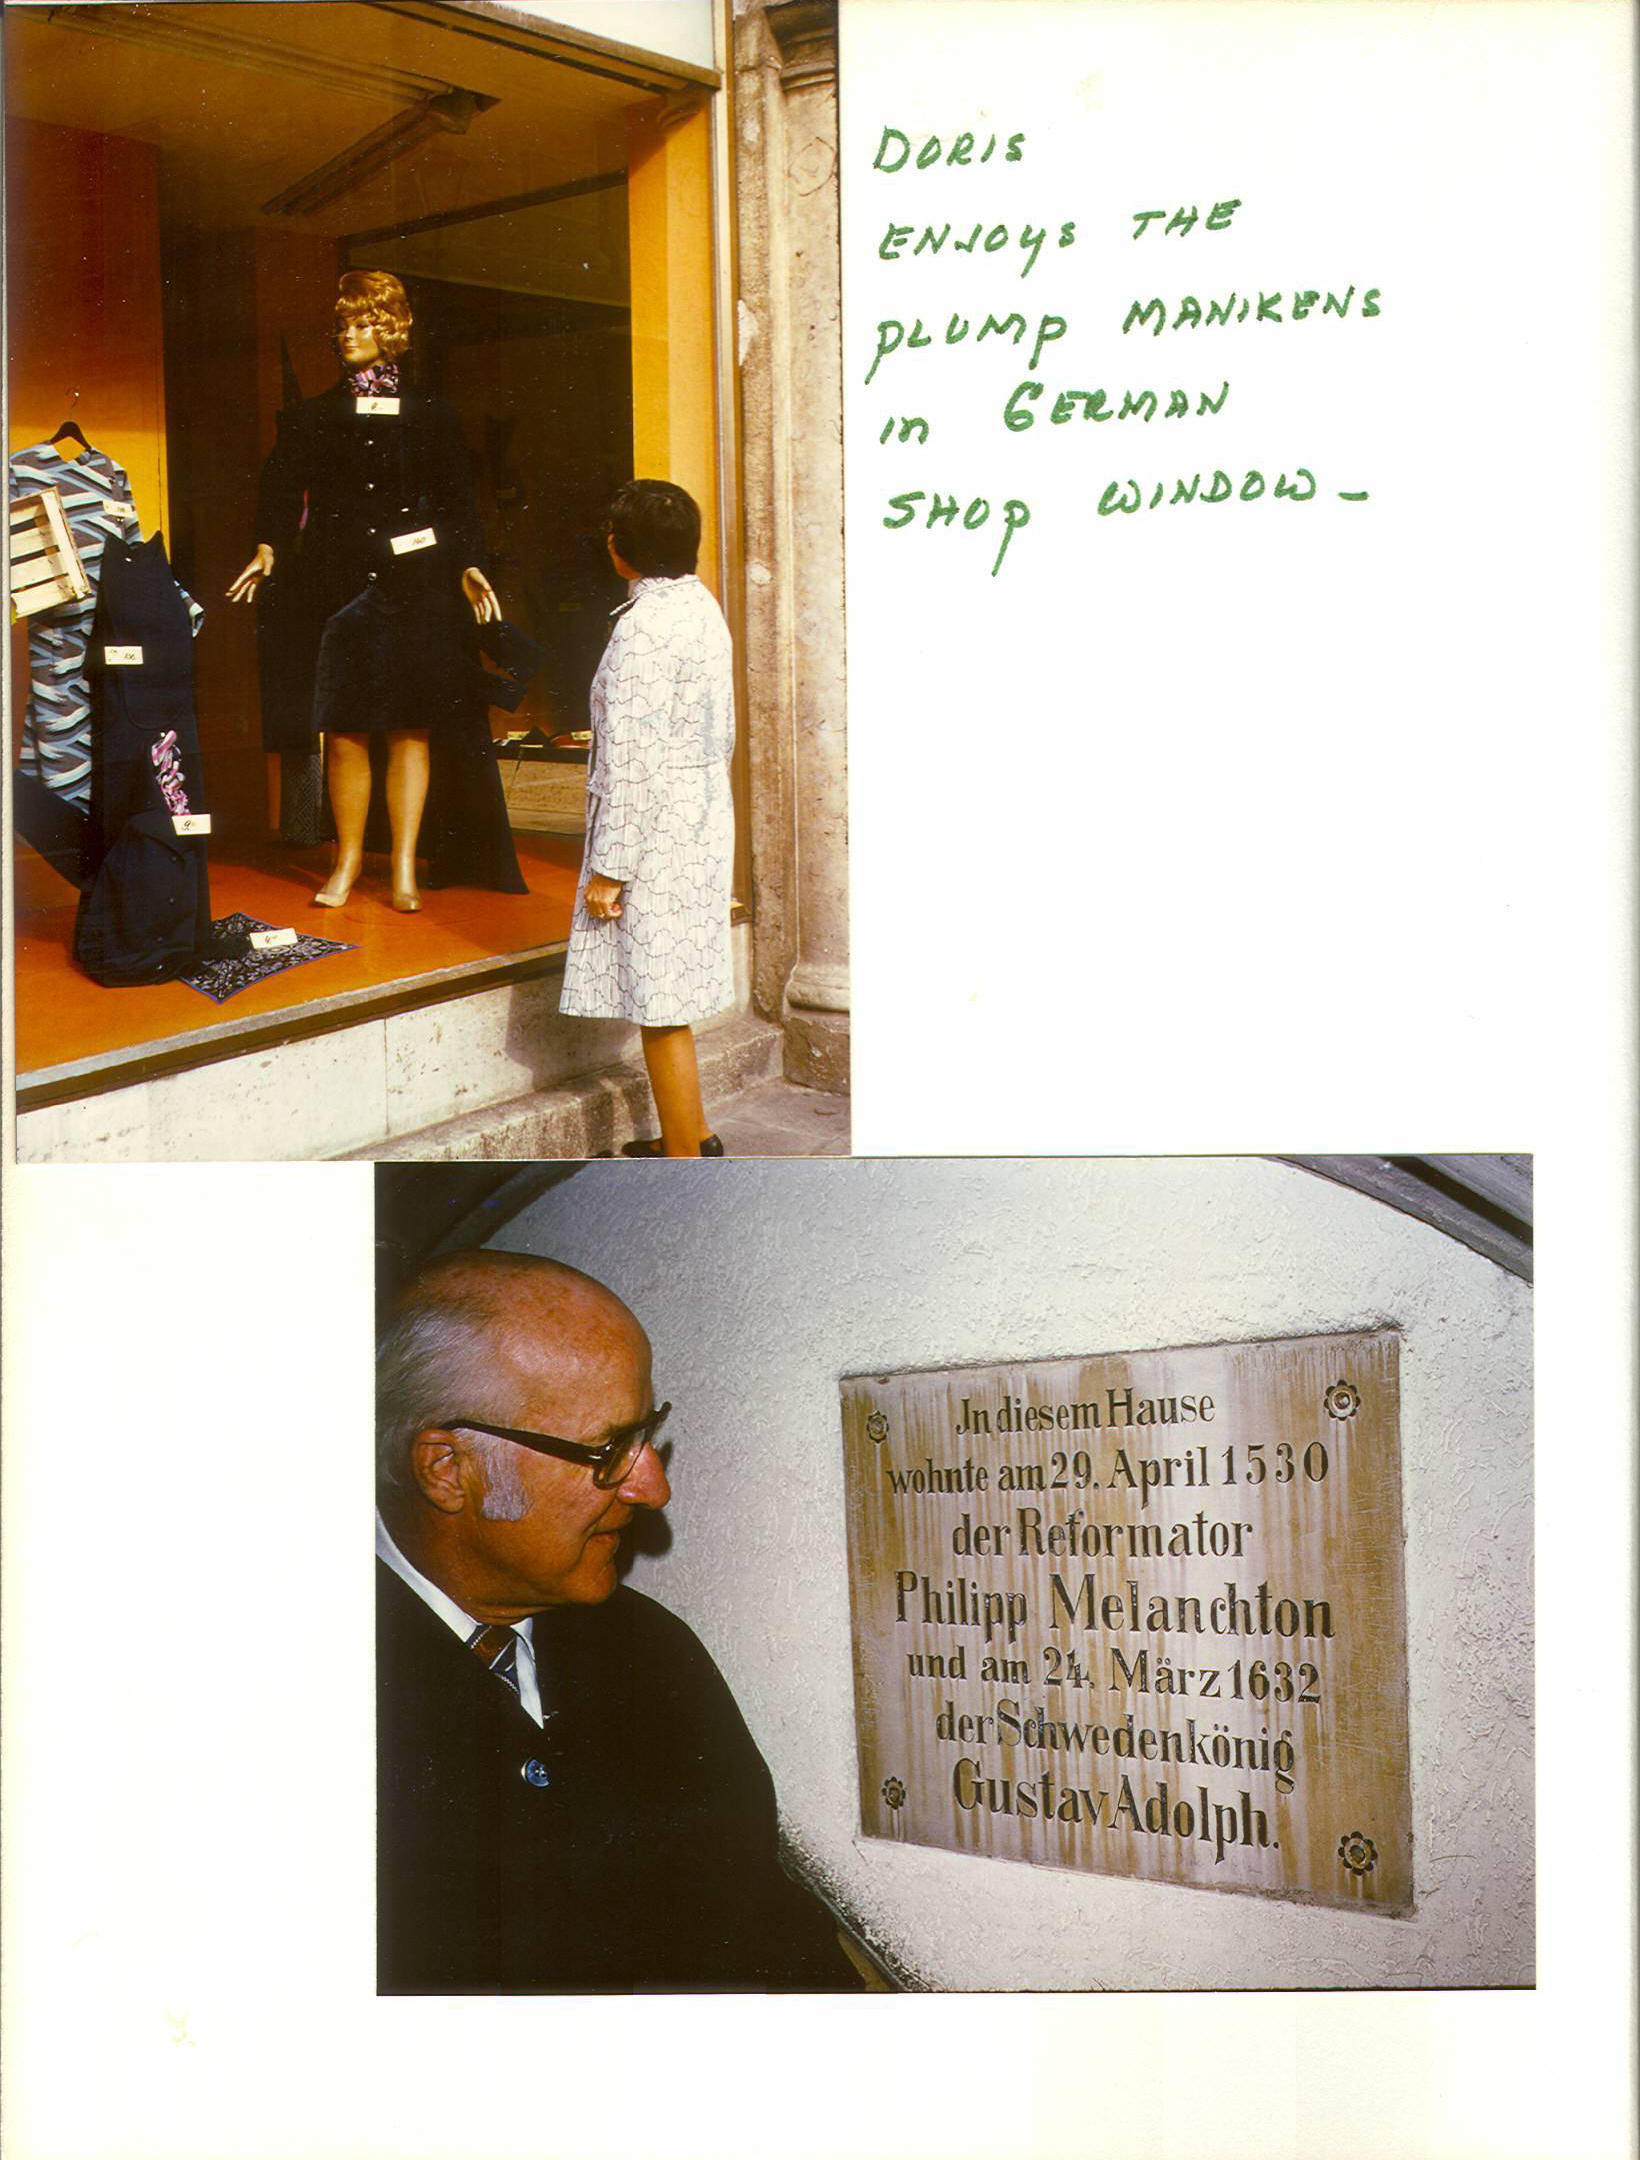 DORIS
ENJOYS THE
PLUMP MANIKENS
in GERMAN
SHOP WINDOW -
Jn diesem Hause
wohnte am 29. April 1530
der Reformator
Philipp Melanchton
und am 24. März 1632
der Schwedenkönig
Gustav Adolph.